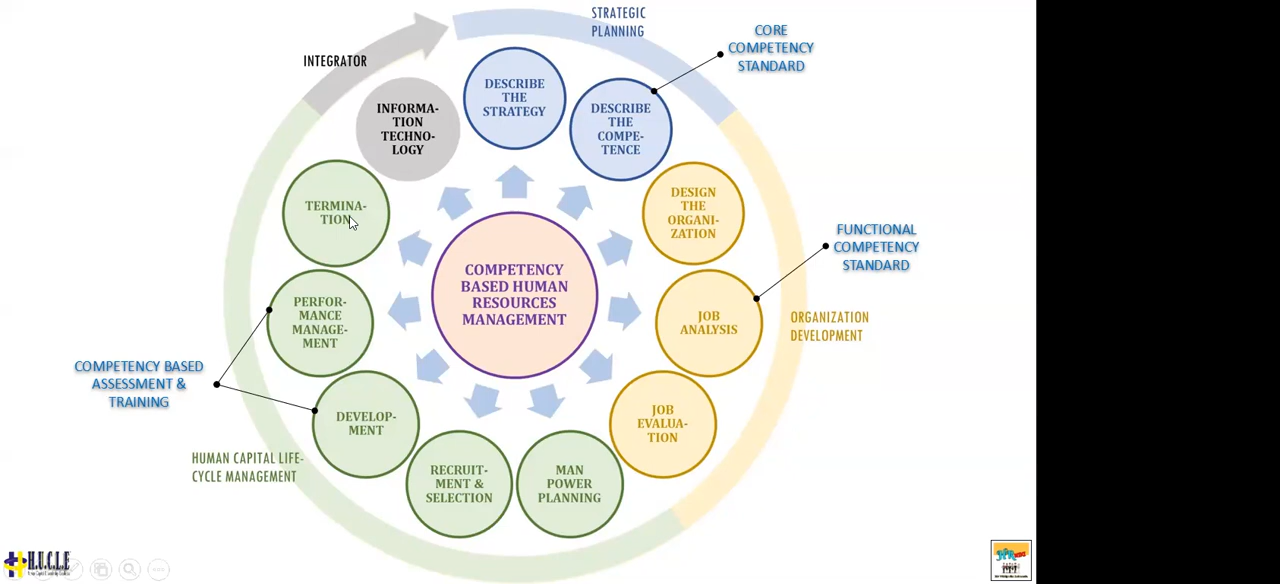 STRATEGIC
PLANNING
CORE
COMPETENCY
STANDARD
INTEGRATOR
DESCRIBE
THE
STRATEGY
DESCRIBE
THE
COMPE-
TENCE
INFORMA-
TION
TECHNO-
LOGY
DESIGN
THE
ORGANI-
ZATION
TERMINA-
TION
FUNCTIONAL
COMPETENCY
STANDARD
COMPETENCY
BASED HUMAN
RESOURCES
MANAGEMENT
PERFOR-
MANCE
MANAGE-
MENT
JOB
ANALYSIS
ORGANIZATION
DEVELOPMENT
COMPETENCY BASED
ASSESSMENT &
TRAINING
DEVELOP-
MENT
JOB
EVALUA-
TION
HUMAN CAPITAL LIFE-
CYCLE MANAGEMENT
RECRUIT-
MENT &
SELECTION
MAN
POWER
PLANNING
HUCLE